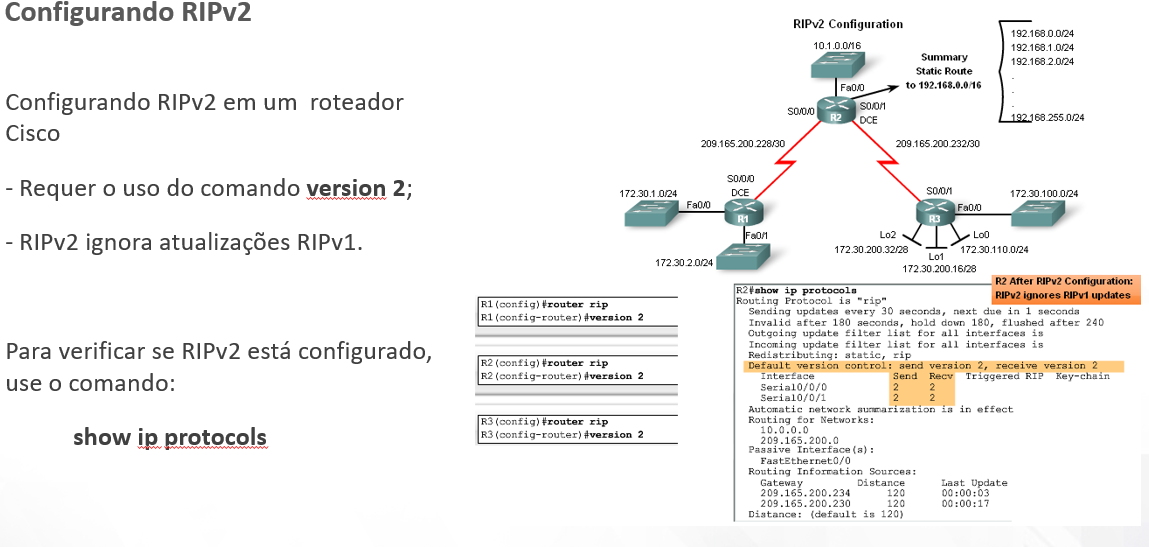 Configurando RIPv2
Configurando RIPv2 em um roteador
Cisco
- Requer o uso do comando version 2;
- RIPv2 ignora atualizações RIPv1.
Para verificar se RIPv2 está configurado,
use o comando:
show ip protocols
RIPv2 Configuration
10.1.0.0/16
Fa0/0
Summary
Static Route
to 192.168.0.0/16
192.168.0.0/24
192.168.1.0/24
192.168.2.0/24
.
.
.
192.168.255.0/24
S0/0/0
R2
S0/0/1
DCE
209.165.200.228/30
209.165.200.232/30
172.30.1.0/24
Fa0/0
S0/0/0
DCE
R1
Fa0/1
172.30.2.0/24
S0/0/1
R3
Fa0/0
172.30.100.0/24
Lo2
172.30.200.32/28
Lo1
172.30.200.16/28
Lo0
172.30.110.0/24
R1(config)#router rip
R1(config-router)#version 2
R2(config)#router rip
R2(config-router)#version 2
R3(config)#router rip
R3(config-router)#version 2
R2 After RIPv2 Configuration:
RIPv2 ignores RIPv1 updates
R2#show ip protocols
Routing Protocol is "rip"
Sending updates every 30 seconds, next due in 1 seconds
Invalid after 180 seconds, hold down 180, flushed after 240
Outgoing update filter list for all interfaces is
Incoming update filter list for all interfaces is
Redistributing: static, rip
Default version control: send version 2, receive version 2
Interface Send Recv Triggered RIP Key-chain
Serial0/0/0 2 2
Serial0/0/1 2 2
Automatic network summarization is in effect
Routing for Networks:
10.0.0.0
209.165.200.0
Passive Interface(s):
FastEthernet0/0
Routing Information Sources:
Gateway Distance Last Update
209.165.200.234 120 00:00:03
209.165.200.230 120 00:00:17
Distance: (default is 120)